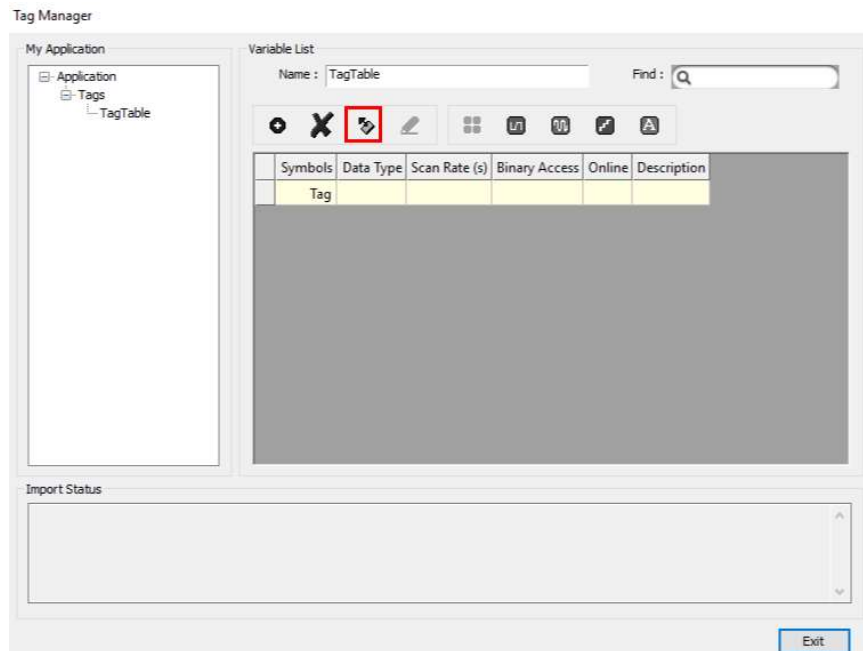 Tag Manager
My Application
Application
Tags
TagTable
Variable List
Name : TagTable
Find :
A
Symbols Data Type Scan Rate (s) Binary Access Online Description
Tag
Import Status
Exit